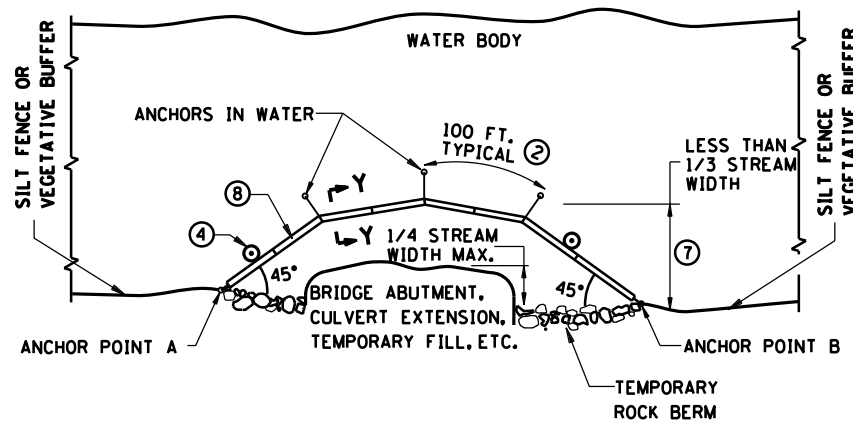 WATER BODY
SILT FENCE OR
VEGETATIVE BUFFER
ANCHORS IN WATER
100 FT.
TYPICAL 2
LESS THAN
1/3 STREAM
WIDTH
SILT FENCE OR
VEGETATIVE BUFFER
Y
8
4
Y
1/4 STREAM
WIDTH MAX.
7
45°
45°
BRIDGE ABUTMENT,
CULVERT EXTENSION,
TEMPORARY FILL, ETC.
ANCHOR POINT A
ANCHOR POINT B
TEMPORARY
ROCK BERM